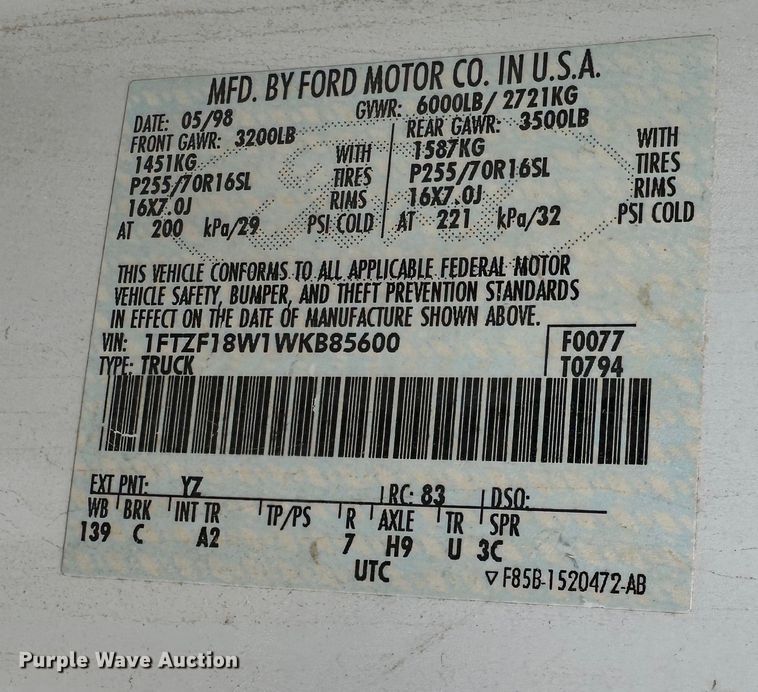 MFD. BY FORD MOTOR CO. IN U.S.A.
DATE: 05/98 GVWR: 6000LB/ 2721KG
FRONT GAWR: 3200LB REAR GAWR: 3500LB
1451KG WITH 1587KG WITH
P255/70R16SL TIRES P255/70R16SL TIRES
16X7.0J RIMS 16X7.0J RIMS
AT 200 kPa/29 PSI COLD AT 221 kPa/32 PSI COLD
THIS VEHICLE CONFORMS TO ALL APPLICABLE FEDERAL MOTOR
VEHICLE SAFETY, BUMPER, AND THEFT PREVENTION STANDARDS
IN EFFECT ON THE DATE OF MANUFACTURE SHOWN ABOVE.
VIN: 1FTZF18W1WKB85600 F0077
TYPE: TRUCK T0794
EXT PNT: YZ RC: 83 DSO:
WB BRK INT TR TP/PS R AXLE TR SPR
139 C A2 7 H9 U 3C
UTC ▽F85B-1520472-AB
Purple Wave Auction